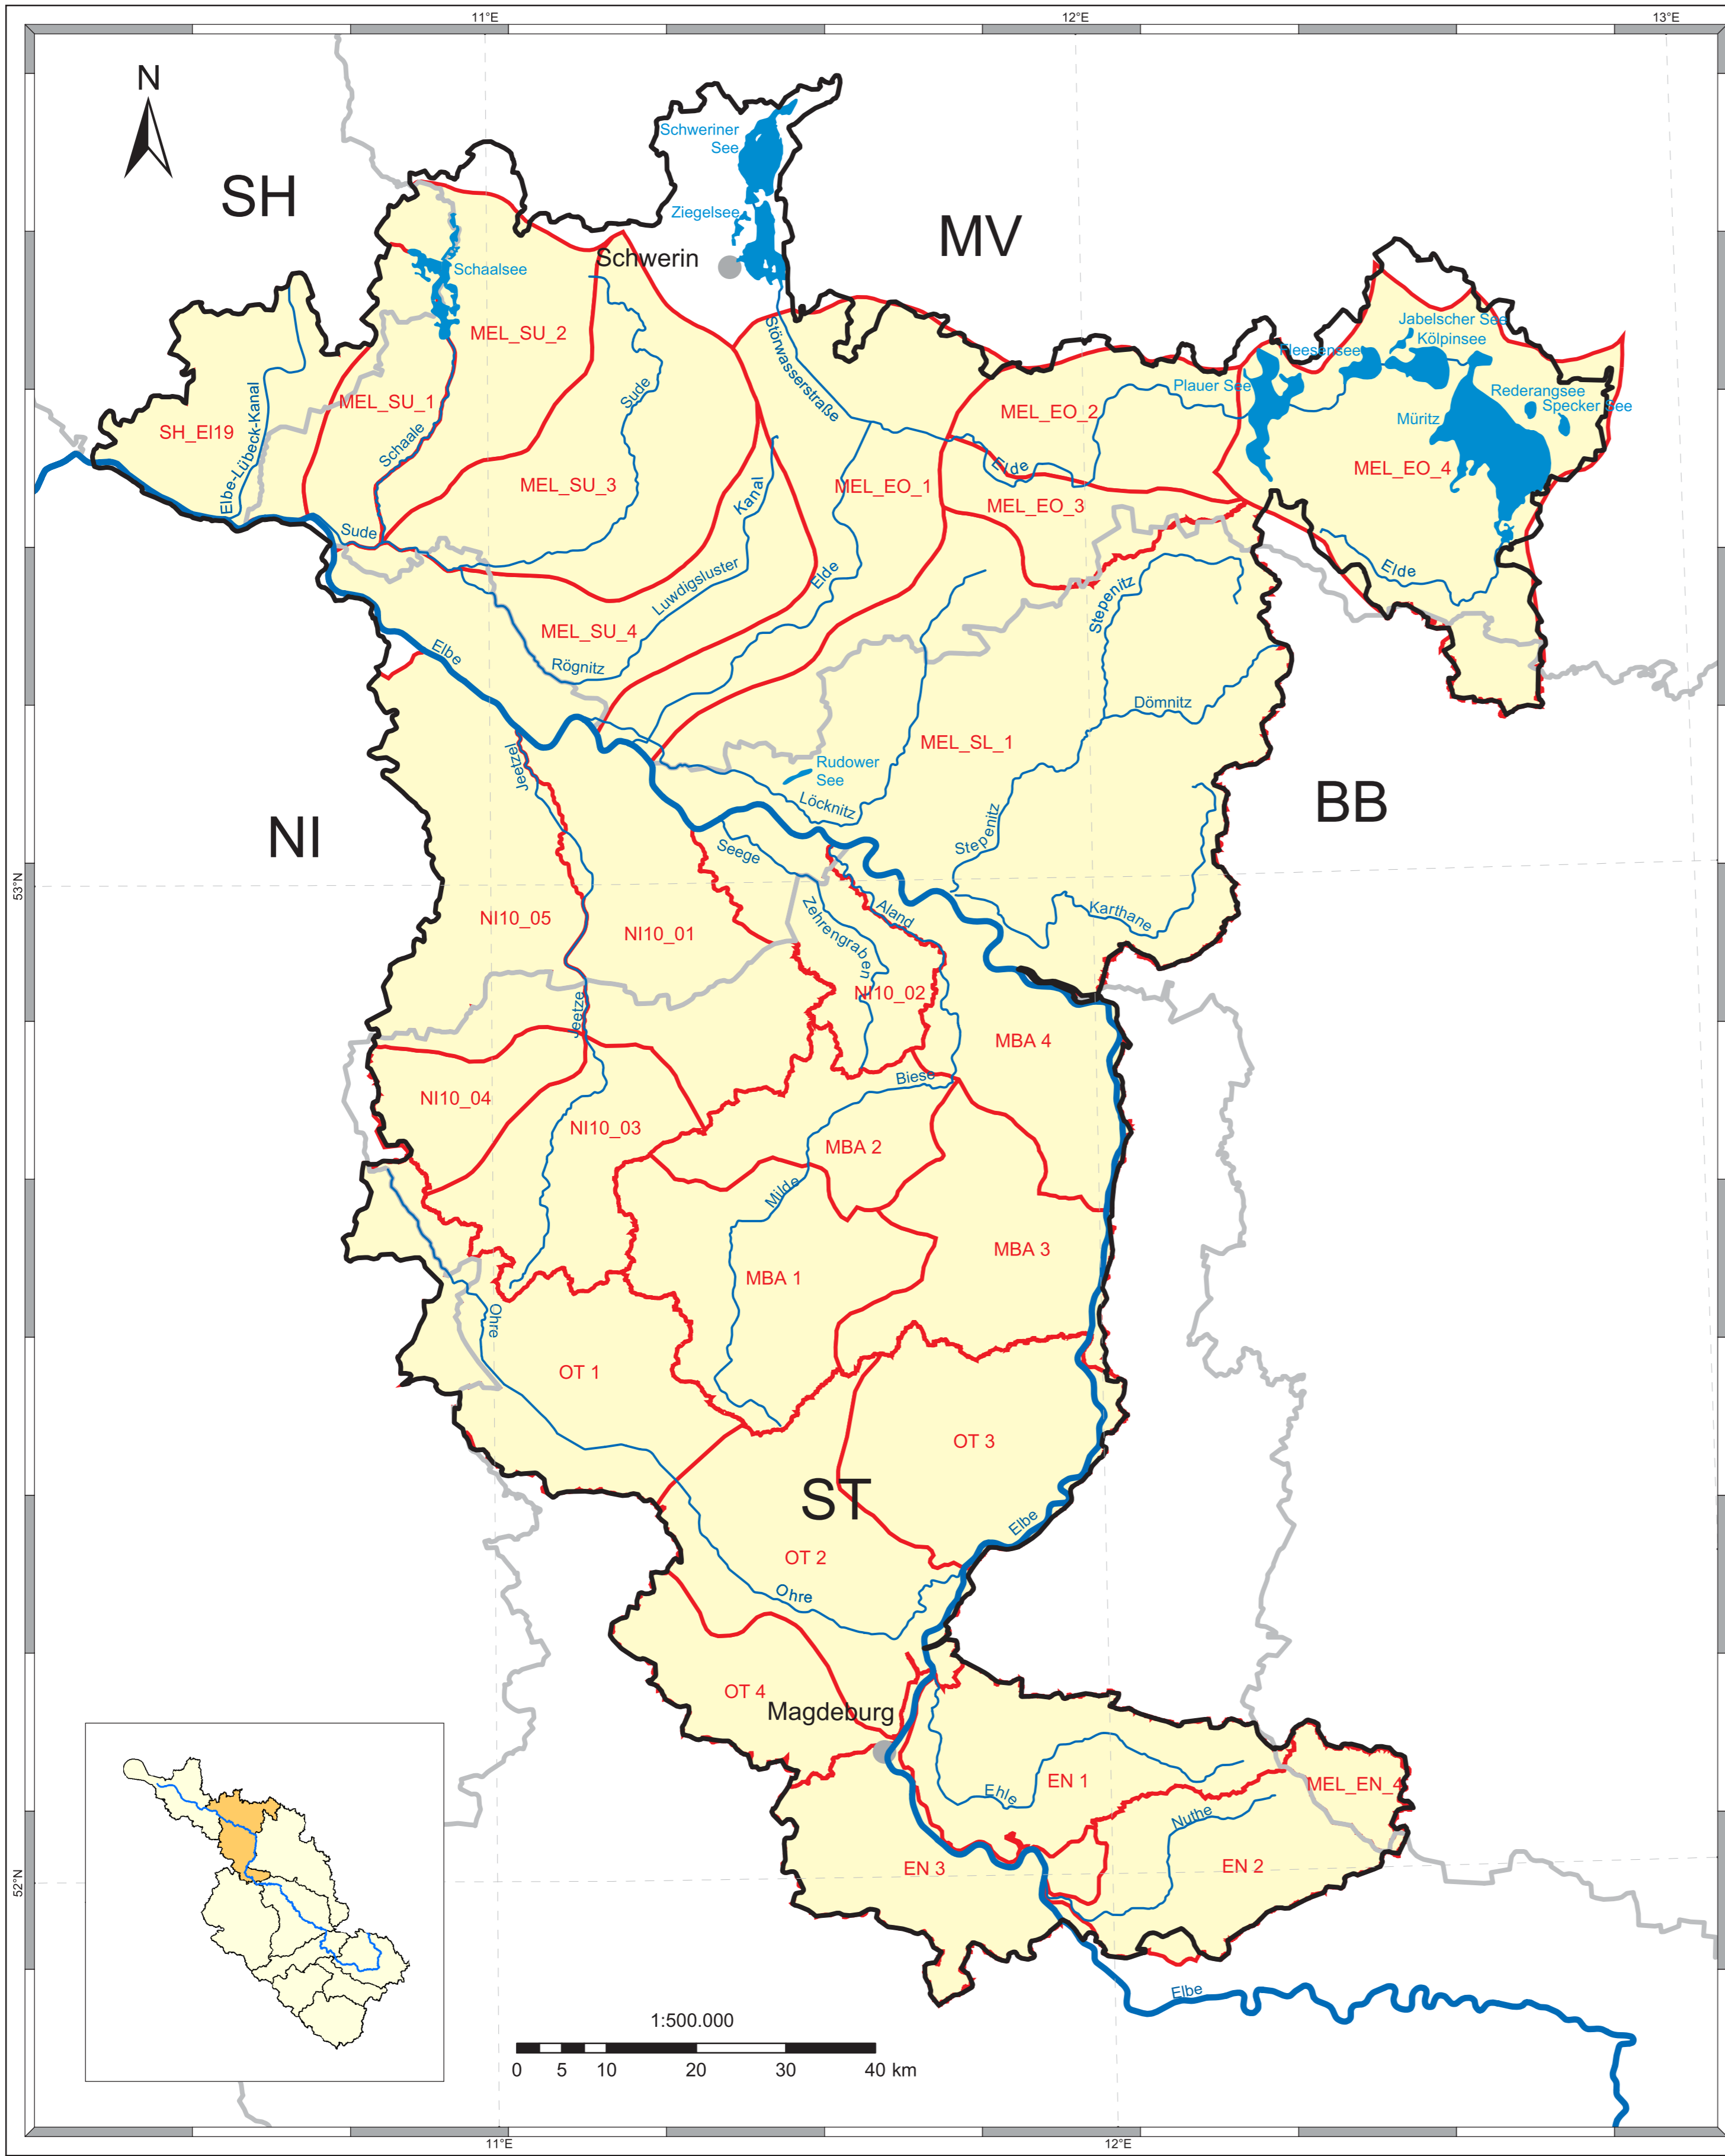 11°E
12°E
13°E
N
Schweriner
See
SH
Ziegelsee
MV
Schwerin
Schaalsee
MEL_SU_2
Störwasserstraße
Jabelscher See
Kölpinsee
Fleesensee
Plauer See
Rederangsee
Specker See
Müritz
MEL_SU_1
SH_El19
Elbe-Lübeck-Kanal
Schaale
Sude
MEL_EO_2
MEL_EO_4
Elde
MEL_SU_3
Kanal
MEL_EO_1
MEL_EO_3
Sude
Luwdigsluster
Elde
Elde
Stepenitz
MEL_SU_4
Elbe
Rögnitz
Dömnitz
MEL_SL_1
Jeetzel
Rudower
See
Löcknitz
BB
NI
Seege
Stepenitz
53°N
NI10_05
NI10_01
Zehrengraben
Aland
Karthane
NI10_02
Jeetze
MBA 4
Biese
NI10_04
NI10_03
MBA 2
Milde
MBA 3
MBA 1
Ohre
OT 1
OT 3
ST
Elbe
OT 2
Ohre
OT 4
Magdeburg
EN 1
MEL_EN_4
Ehle
Nuthe
EN 3
EN 2
52°N
Elbe
1:500.000
0 5 10 20 30 40 km
11°E
12°E